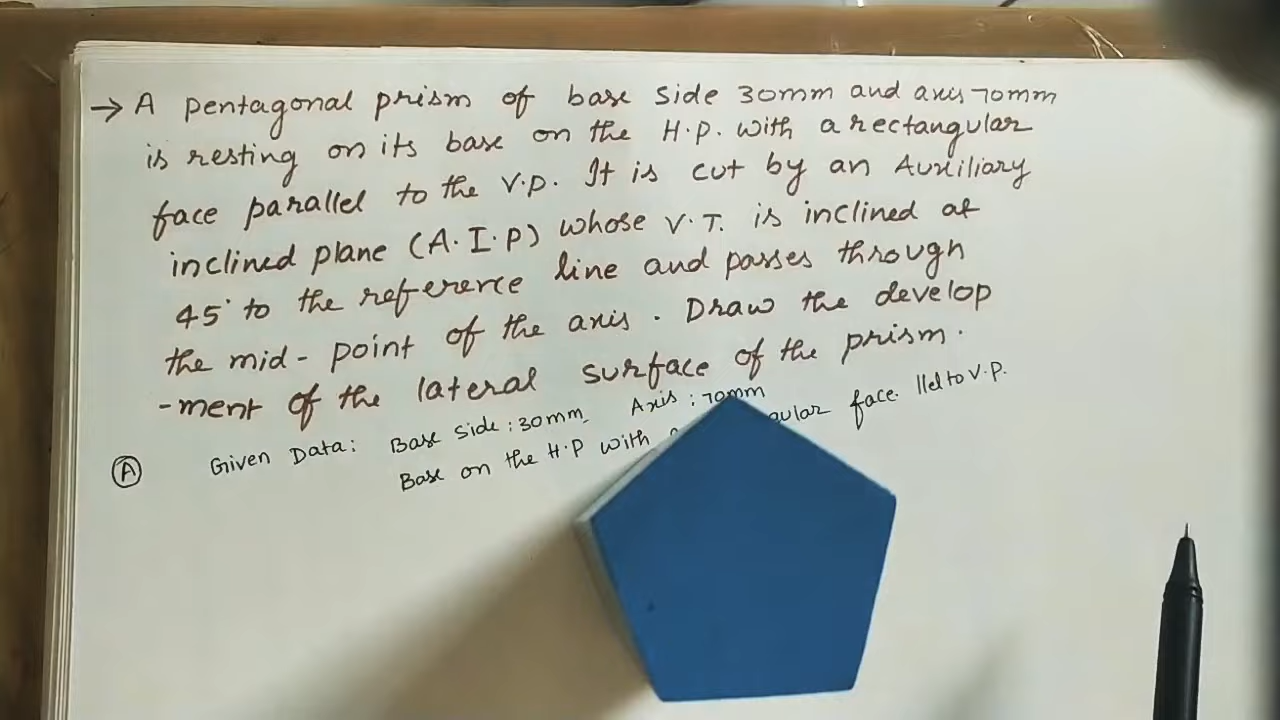 → A pentagonal prism of base side 30mm and axis 70mm
is resting on its base on the H.p. with a rectangular
face parallel to the V.p. It is cut by an Auxiliary
inclined plane (A.I.P) whose V.T. is inclined at
45° to the reference line and passes through
the mid-point of the axis. Draw the develop
-ment of the lateral surface of the prism.
(A) Given Data: Base Side: 30mm Axis: 70mm
Base on the H.P with face llel to V.P.